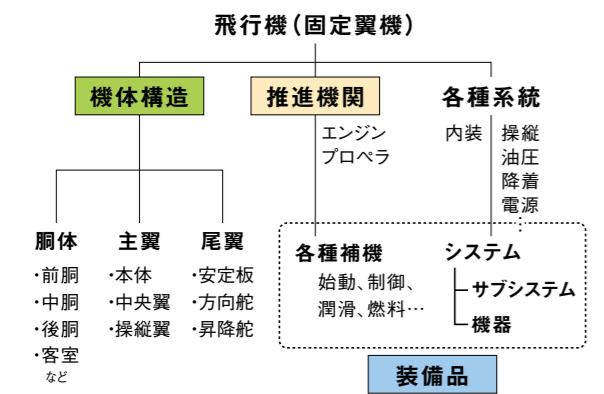 飛行機（固定翼機）
機体構造
推進機関
各種系統
エンジン
プロペラ
内装
操縦
油圧
降着
電源
胴体
・前胴
・中胴
・後胴
・客室
など
主翼
・本体
・中央翼
・操縦翼
尾翼
・安定板
・方向舵
・昇降舵
各種補機
始動、制御、
潤滑、燃料…
システム
サブシステム
機器
装備品